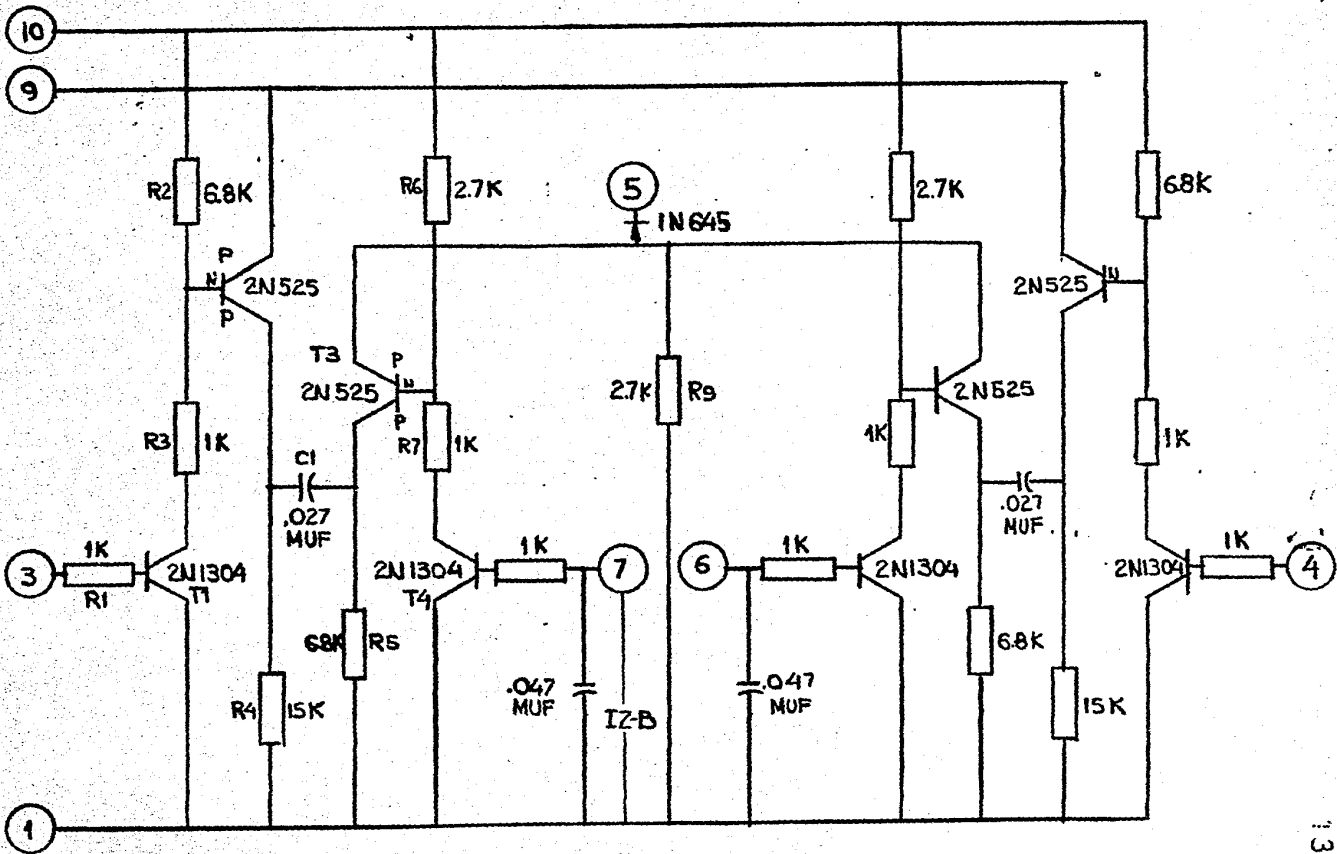 10
9
5
1N645
R2
6.8K
R6
2.7K
2.7K
6.8K
P
N
2N525
P
2N525
N
T3
2N525
P
N
P
2.7K
R9
2N525
R3
1K
R7
1K
1K
1K
C1
.027
MUF
.027
MUF
3
1K
R1
2N1304
T1
2N1304
T4
1K
7
6
1K
2N1304
2N1304
1K
4
68K
R5
6.8K
R4
15K
.047
MUF
IZ-B
.047
MUF
15K
1
:3